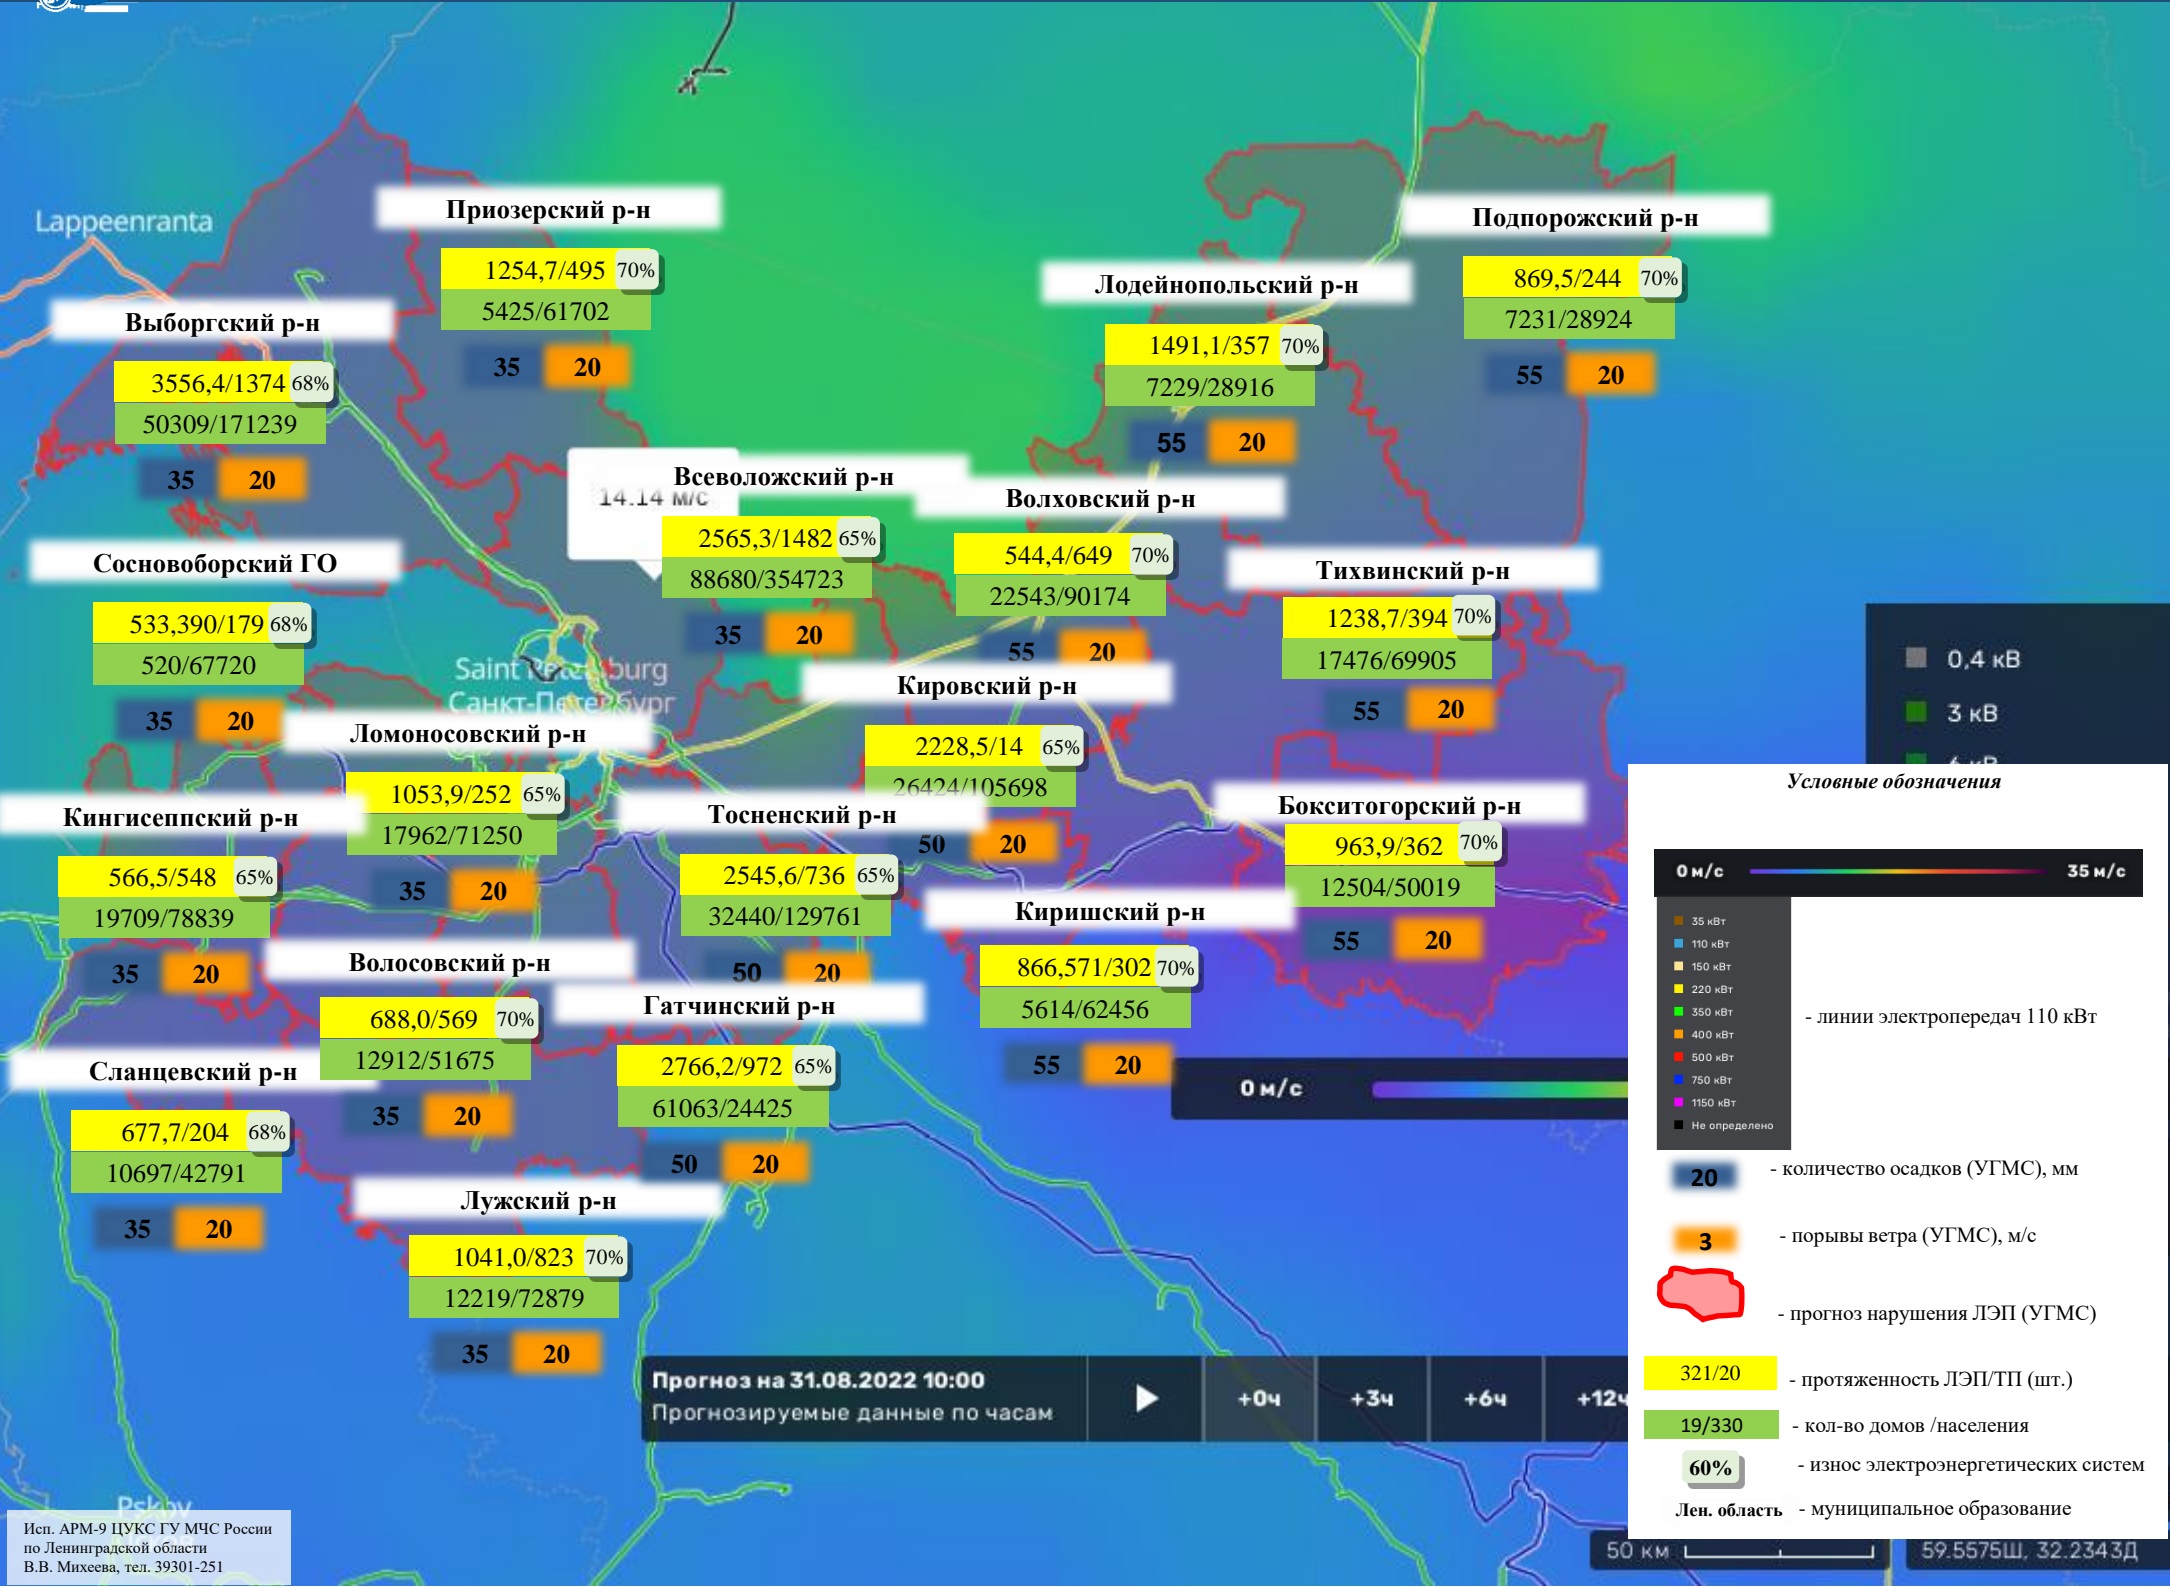 Lappeenranta
Приозерский р-н
1254,7/495 70%
5425/61702
35 20
Подпорожский р-н
869,5/244 70%
7231/28924
55 20
Лодейнопольский р-н
1491,1/357 70%
7229/28916
55 20
Выборгский р-н
3556,4/1374 68%
50309/171239
35 20
Всеволожский р-н
14.14 м/с
2565,3/1482 65%
88680/354723
35 20
Волховский р-н
544,4/649 70%
22543/90174
55 20
Сосновоборский ГО
533,390/179 68%
520/67720
35 20
Тихвинский р-н
1238,7/394 70%
17476/69905
55 20
Saint Petersburg
Санкт-Петербург
Кировский р-н
2228,5/14 65%
26424/105698
50 20
Ломоносовский р-н
1053,9/252 65%
17962/71250
35 20
Кингисеппский р-н
566,5/548 65%
19709/78839
35 20
Тосненский р-н
2545,6/736 65%
32440/129761
50 20
Бокситогорский р-н
963,9/362 70%
12504/50019
55 20
Киришский р-н
866,571/302 70%
5614/62456
55 20
Волосовский р-н
688,0/569 70%
12912/51675
35 20
Гатчинский р-н
2766,2/972 65%
61063/24425
50 20
Сланцевский р-н
677,7/204 68%
10697/42791
35 20
Лужский р-н
1041,0/823 70%
12219/72879
35 20
0 м/с
Прогноз на 31.08.2022 10:00
Прогнозируемые данные по часам
+0ч +3ч +6ч +12ч
0,4 кВ
3 кВ
6 кВ
Условные обозначения
0 м/с 35 м/с
35 кВт
110 кВт
150 кВт
220 кВт
350 кВт
400 кВт
500 кВт
750 кВт
1150 кВт
Не определено
- линии электропередач 110 кВт
20 - количество осадков (УГМС), мм
3 - порывы ветра (УГМС), м/с
- прогноз нарушения ЛЭП (УГМС)
321/20 - протяженность ЛЭП/ТП (шт.)
19/330 - кол-во домов /населения
60% - износ электроэнергетических систем
Лен. область - муниципальное образование
50 км
59.5575Ш, 32.2343Д
Pskov
Исп. АРМ-9 ЦУКС ГУ МЧС России
по Ленинградской области
В.В. Михеева, тел. 39301-251